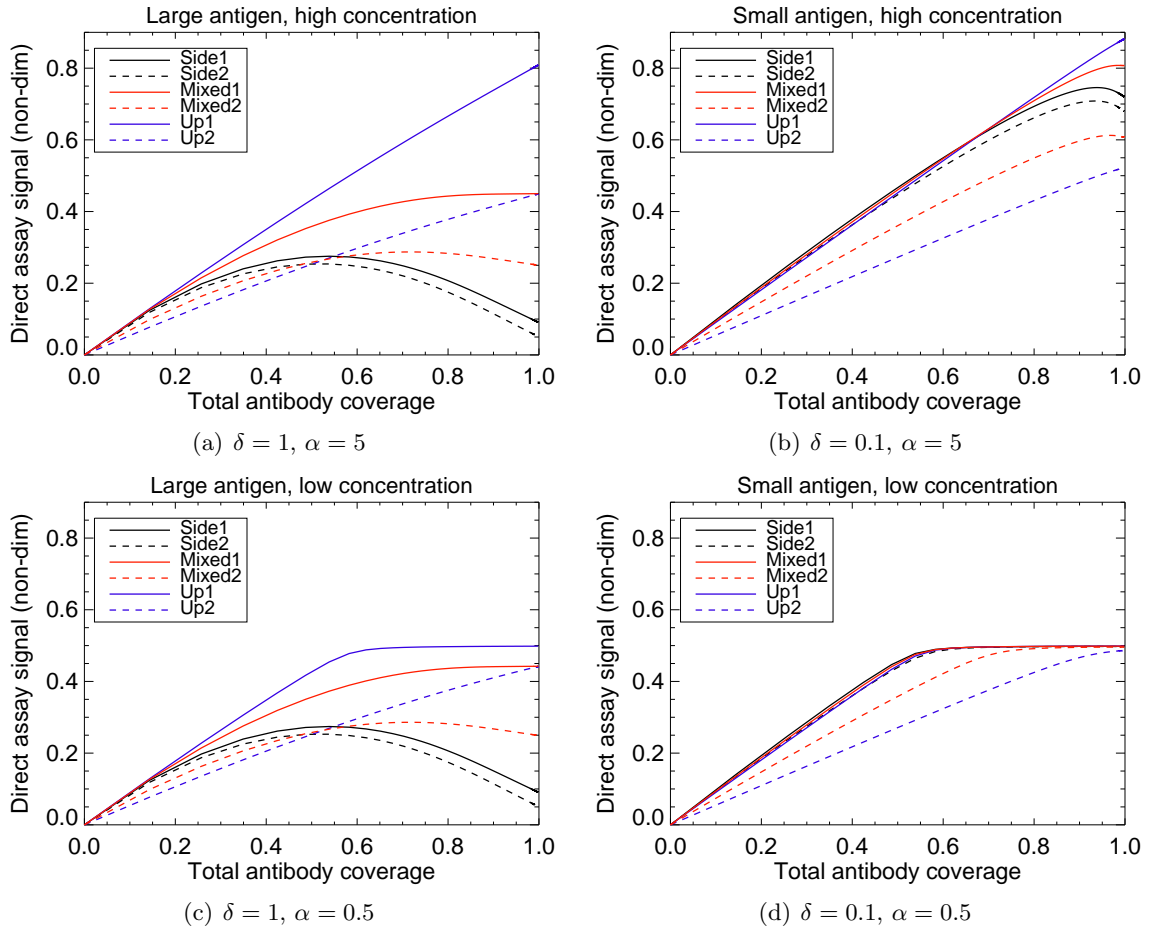 Large antigen, high concentration
Direct assay signal (non-dim)
0.8
0.6
0.4
0.2
0.0
Side1
Side2
Mixed1
Mixed2
Up1
Up2
0.0 0.2 0.4 0.6 0.8 1.0
Total antibody coverage
(a) δ = 1, α = 5
Small antigen, high concentration
Direct assay signal (non-dim)
0.8
0.6
0.4
0.2
0.0
Side1
Side2
Mixed1
Mixed2
Up1
Up2
0.0 0.2 0.4 0.6 0.8 1.0
Total antibody coverage
(b) δ = 0.1, α = 5
Large antigen, low concentration
Direct assay signal (non-dim)
0.8
0.6
0.4
0.2
0.0
Side1
Side2
Mixed1
Mixed2
Up1
Up2
0.0 0.2 0.4 0.6 0.8 1.0
Total antibody coverage
(c) δ = 1, α = 0.5
Small antigen, low concentration
Direct assay signal (non-dim)
0.8
0.6
0.4
0.2
0.0
Side1
Side2
Mixed1
Mixed2
Up1
Up2
0.0 0.2 0.4 0.6 0.8 1.0
Total antibody coverage
(d) δ = 0.1, α = 0.5